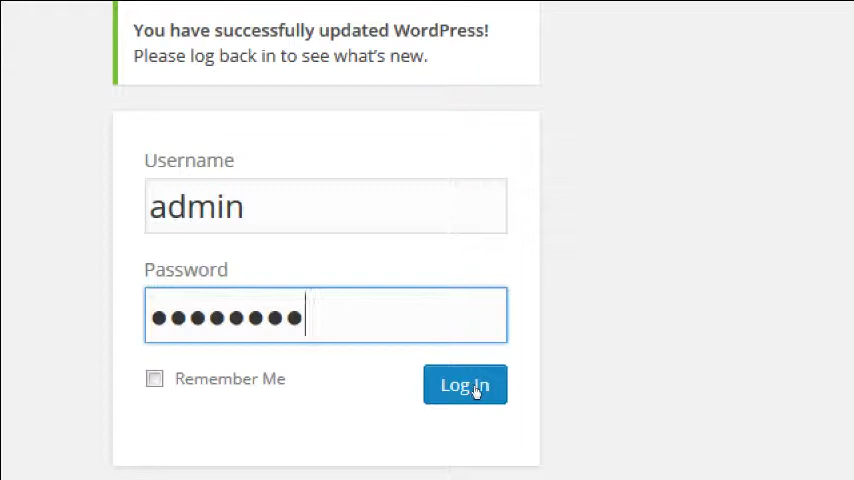 You have successfully updated WordPress!
Please log back in to see what's new.
Username
admin
Password
••••••••
Remember Me
Log In